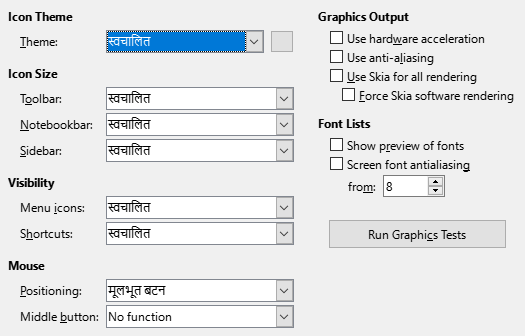 Icon Theme
Theme: स्वचालित
Icon Size
Toolbar: स्वचालित
Notebookbar: स्वचालित
Sidebar: स्वचालित
Visibility
Menu icons: स्वचालित
Shortcuts: स्वचालित
Mouse
Positioning: मूलभूत बटन
Middle button: No function
Graphics Output
Use hardware acceleration
Use anti-aliasing
Use Skia for all rendering
Force Skia software rendering
Font Lists
Show preview of fonts
Screen font antialiasing
from: 8
Run Graphics Tests